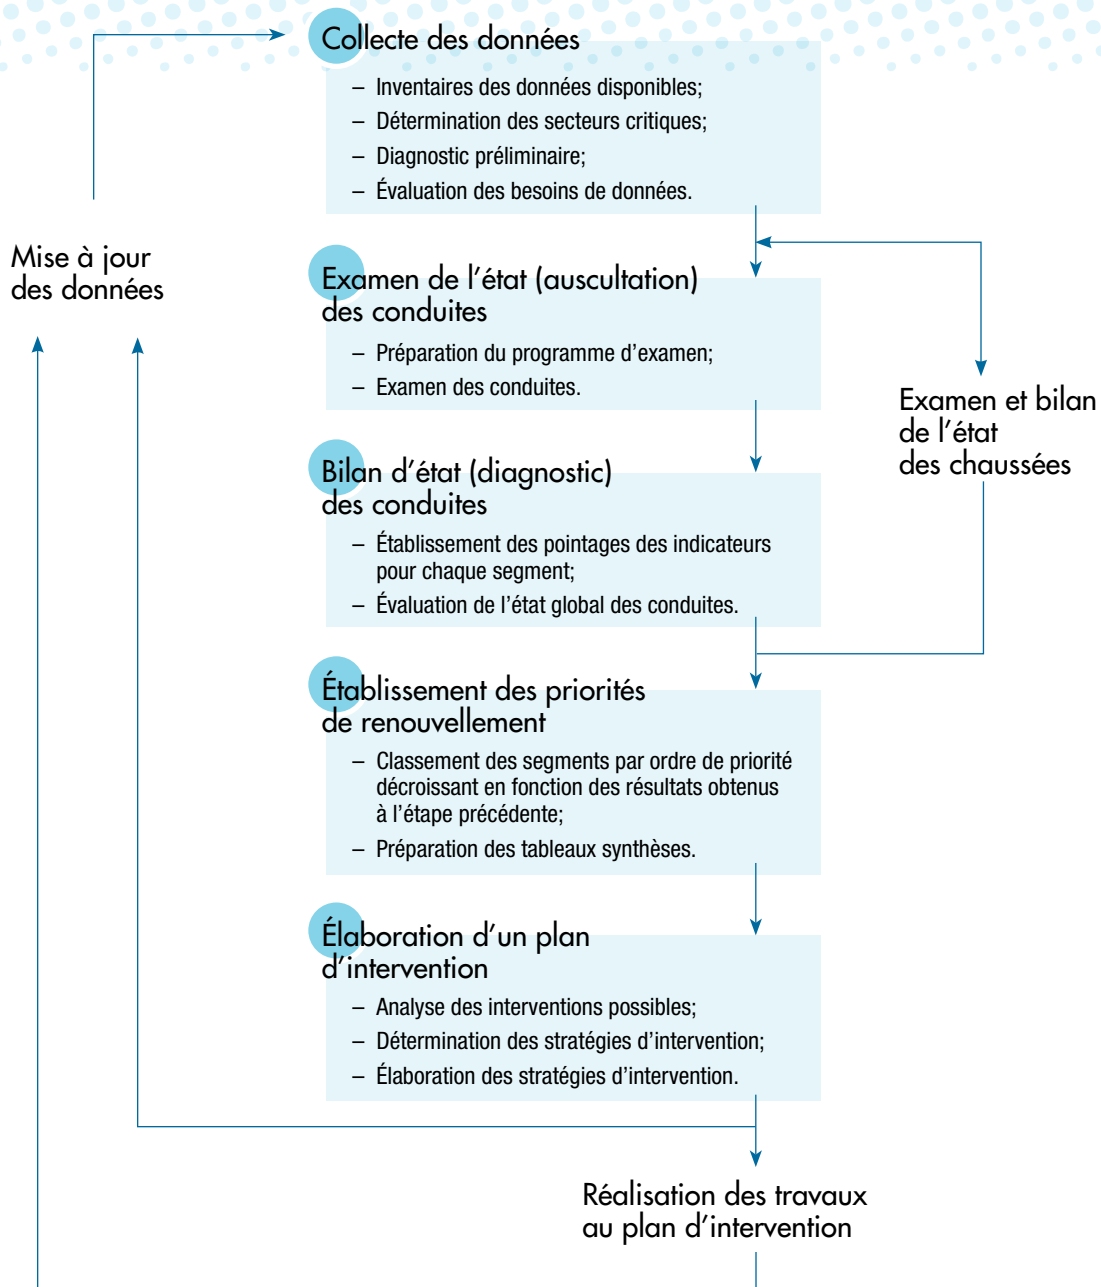 Collecte des données
– Inventaires des données disponibles;
– Détermination des secteurs critiques;
– Diagnostic préliminaire;
– Évaluation des besoins de données.
Mise à jour
des données
Examen de l'état (auscultation)
des conduites
– Préparation du programme d'examen;
– Examen des conduites.
Examen et bilan
de l'état
des chaussées
Bilan d'état (diagnostic)
des conduites
– Établissement des pointages des indicateurs
pour chaque segment;
– Évaluation de l'état global des conduites.
Établissement des priorités
de renouvellement
– Classement des segments par ordre de priorité
décroissant en fonction des résultats obtenus
à l'étape précédente;
– Préparation des tableaux synthèses.
Élaboration d'un plan
d'intervention
– Analyse des interventions possibles;
– Détermination des stratégies d'intervention;
– Élaboration des stratégies d'intervention.
Réalisation des travaux
au plan d'intervention